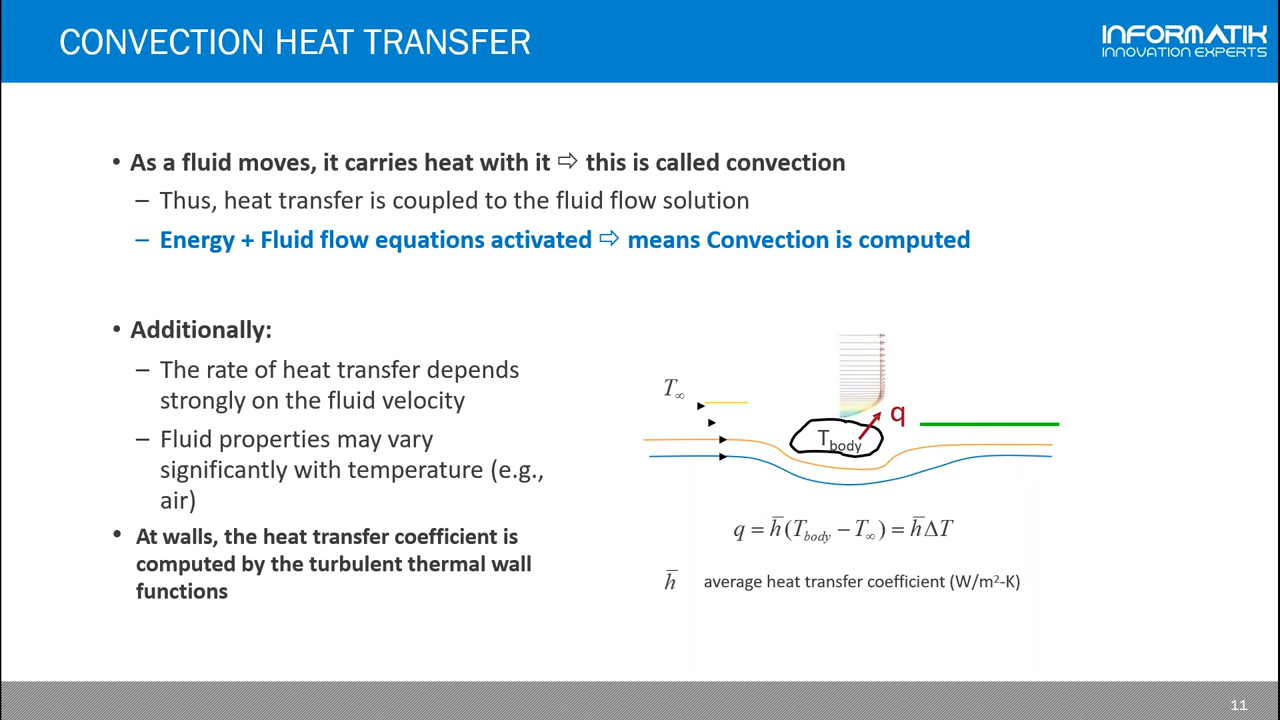 CONVECTION HEAT TRANSFER
INFORMATIK
INNOVATION EXPERTS
• As a fluid moves, it carries heat with it ⇨ this is called convection
– Thus, heat transfer is coupled to the fluid flow solution
– Energy + Fluid flow equations activated ⇨ means Convection is computed
• Additionally:
– The rate of heat transfer depends
strongly on the fluid velocity
– Fluid properties may vary
significantly with temperature (e.g.,
air)
• At walls, the heat transfer coefficient is
computed by the turbulent thermal wall
functions
T∞
q
Tbody
q = h̅(Tbody − T∞) = h̅ΔT
h̅ average heat transfer coefficient (W/m²-K)
11